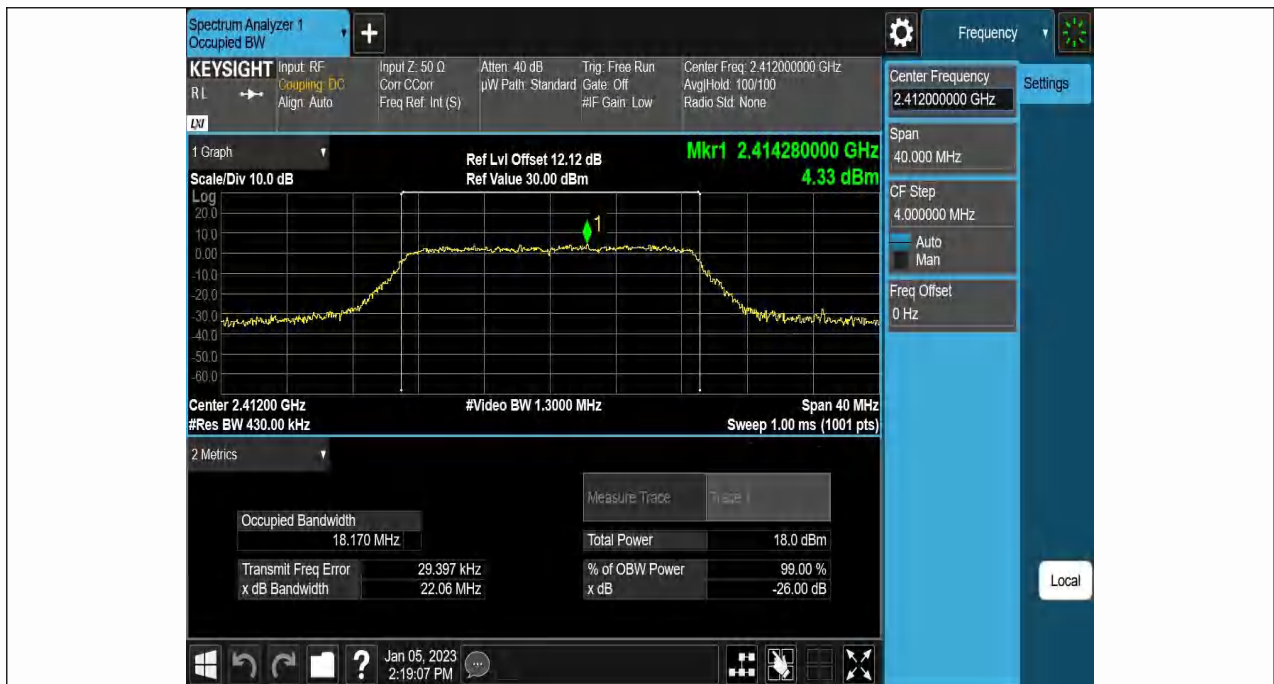 Spectrum Analyzer 1
Occupied BW
+
Frequency
KEYSIGHT
R L
LXI
Input: RF
Coupling: DC
Align: Auto
Input Z: 50 Ω
Corr CCorr
Freq Ref: Int (S)
Atten: 40 dB
µW Path: Standard
Trig: Free Run
Gate: Off
#IF Gain: Low
Center Freq: 2.412000000 GHz
Avg|Hold: 100/100
Radio Std: None
Center Frequency
2.412000000 GHz
Settings
Span
40.000 MHz
CF Step
4.000000 MHz
Auto
Man
Freq Offset
0 Hz
Local
1 Graph
Scale/Div 10.0 dB
Ref Lvl Offset 12.12 dB
Ref Value 30.00 dBm
Mkr1 2.414280000 GHz
4.33 dBm
Log
20.0
10.0
0.00
-10.0
-20.0
-30.0
-40.0
-50.0
-60.0
1
Center 2.41200 GHz
#Res BW 430.00 kHz
#Video BW 1.3000 MHz
Span 40 MHz
Sweep 1.00 ms (1001 pts)
2 Metrics
Measure Trace
Trace 1
Occupied Bandwidth
18.170 MHz
Total Power
18.0 dBm
Transmit Freq Error
29.397 kHz
% of OBW Power
99.00 %
x dB Bandwidth
22.06 MHz
x dB
-26.00 dB
?
Jan 05, 2023
2:19:07 PM